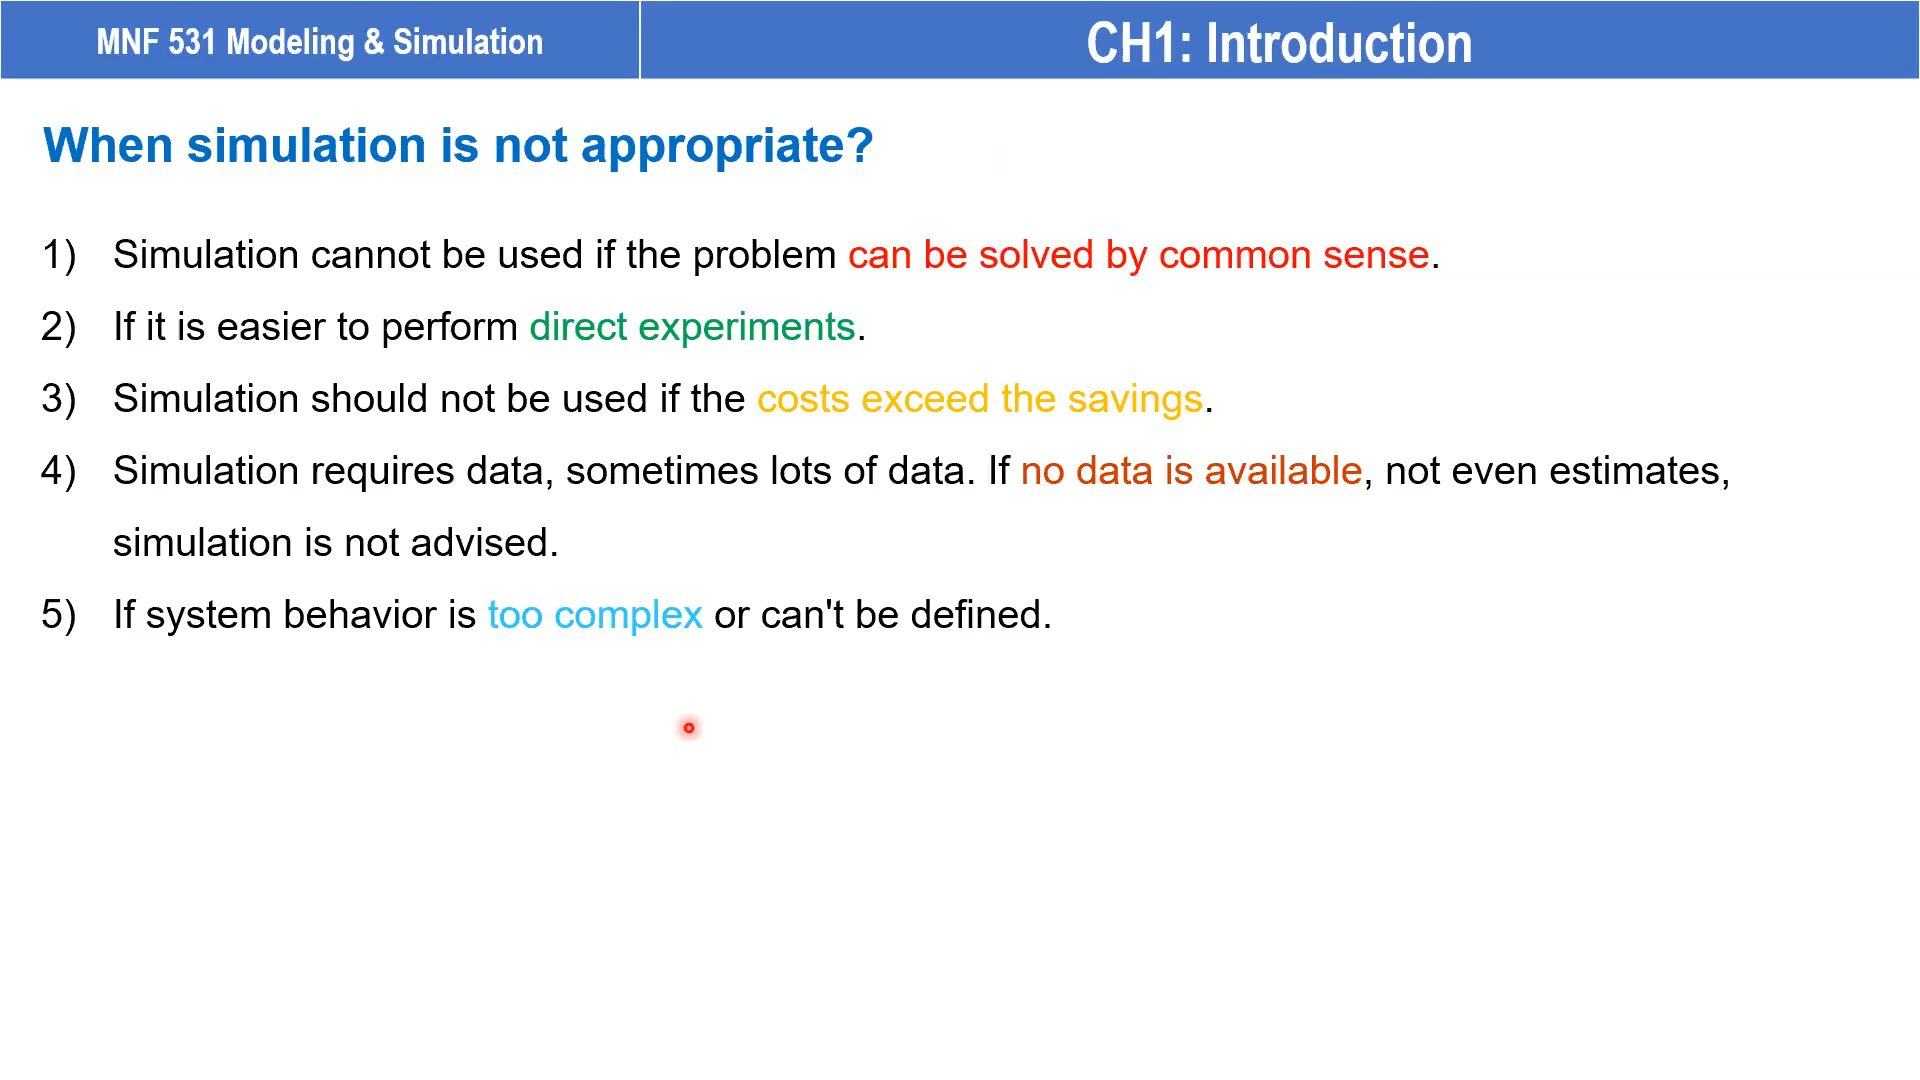 MNF 531 Modeling & Simulation
CH1: Introduction
When simulation is not appropriate?
1) Simulation cannot be used if the problem can be solved by common sense.
2) If it is easier to perform direct experiments.
3) Simulation should not be used if the costs exceed the savings.
4) Simulation requires data, sometimes lots of data. If no data is available, not even estimates,
simulation is not advised.
5) If system behavior is too complex or can't be defined.